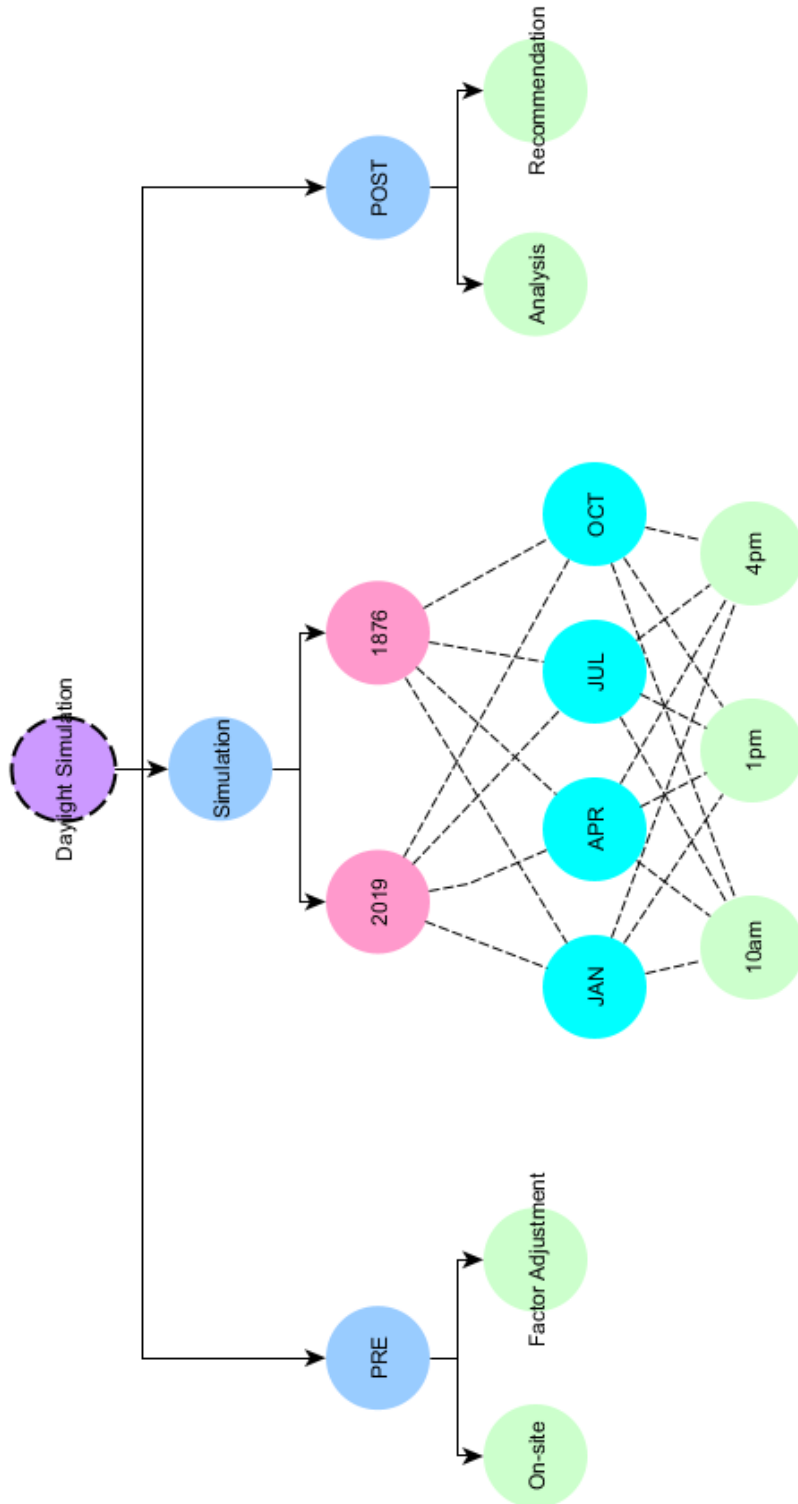 Daylight Simulation
Simulation
PRE
2019
1876
POST
On-site
Factor Adjustment
JAN
APR
JUL
OCT
Analysis
Recommendation
10am
1pm
4pm